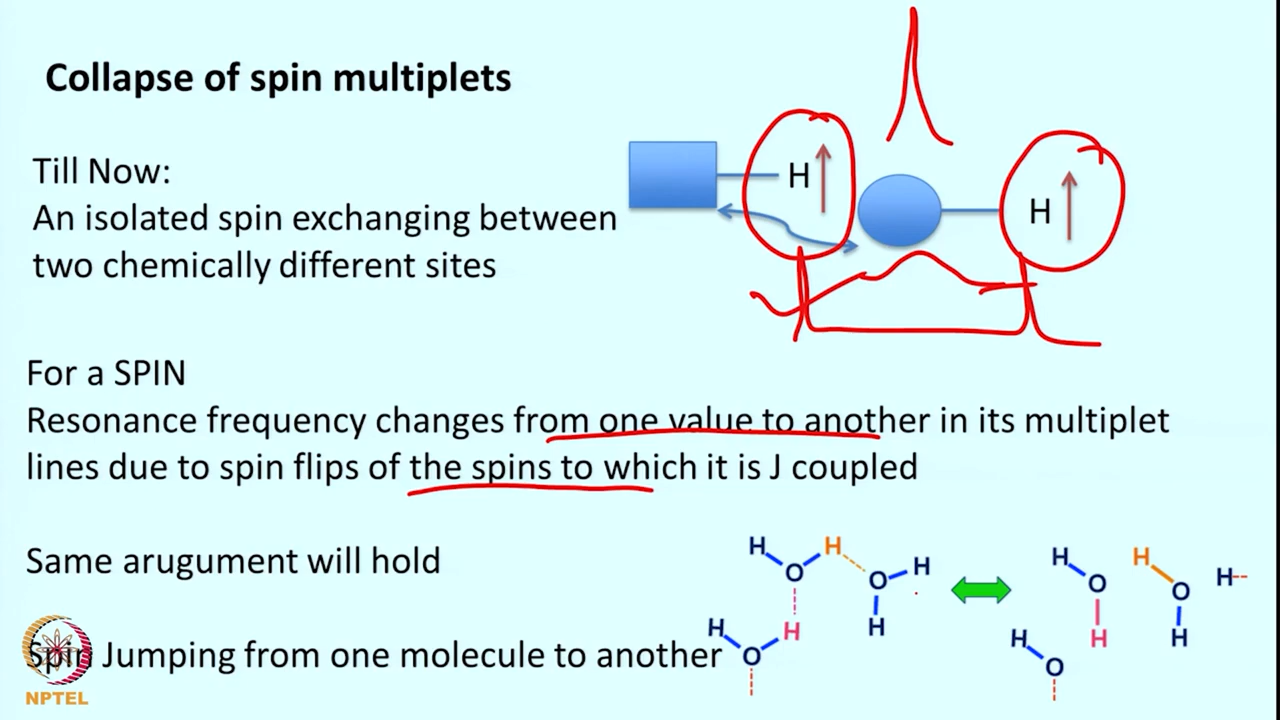 Collapse of spin multiplets
Till Now:
An isolated spin exchanging between
two chemically different sites
H
H
For a SPIN
Resonance frequency changes from one value to another in its multiplet
lines due to spin flips of the spins to which it is J coupled
Same arugument will hold
H H O O H H H H O
H H O O H H H H O
H--
Spin Jumping from one molecule to another
NPTEL